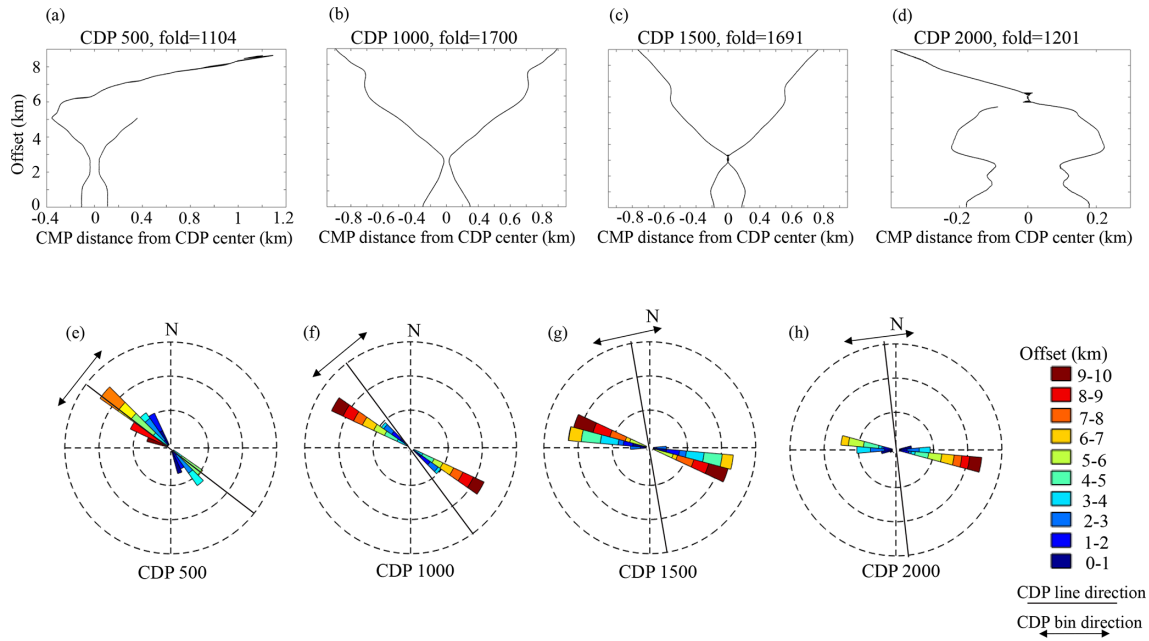 (a)
CDP 500, fold=1104
(b)
CDP 1000, fold=1700
(c)
CDP 1500, fold=1691
(d)
CDP 2000, fold=1201
Offset (km)
8
6
4
2
0
-0.4 0 0.4 0.4 1 1.2
CMP distance from CDP center (km)
-0.8 -0.6 -0.4 0 0.4 0.6 0.8
CMP distance from CDP center (km)
-0.8 -0.6 -0.4 0 0.4 0.6 0.8
CMP distance from CDP center (km)
-0.2 0 0.2
CMP distance from CDP center (km)
(e)
N
CDP 500
(f)
N
CDP 1000
(g)
N
CDP 1500
(h)
N
CDP 2000
Offset (km)
9-10
8-9
7-8
6-7
5-6
4-5
3-4
2-3
1-2
0-1
CDP line direction
CDP bin direction